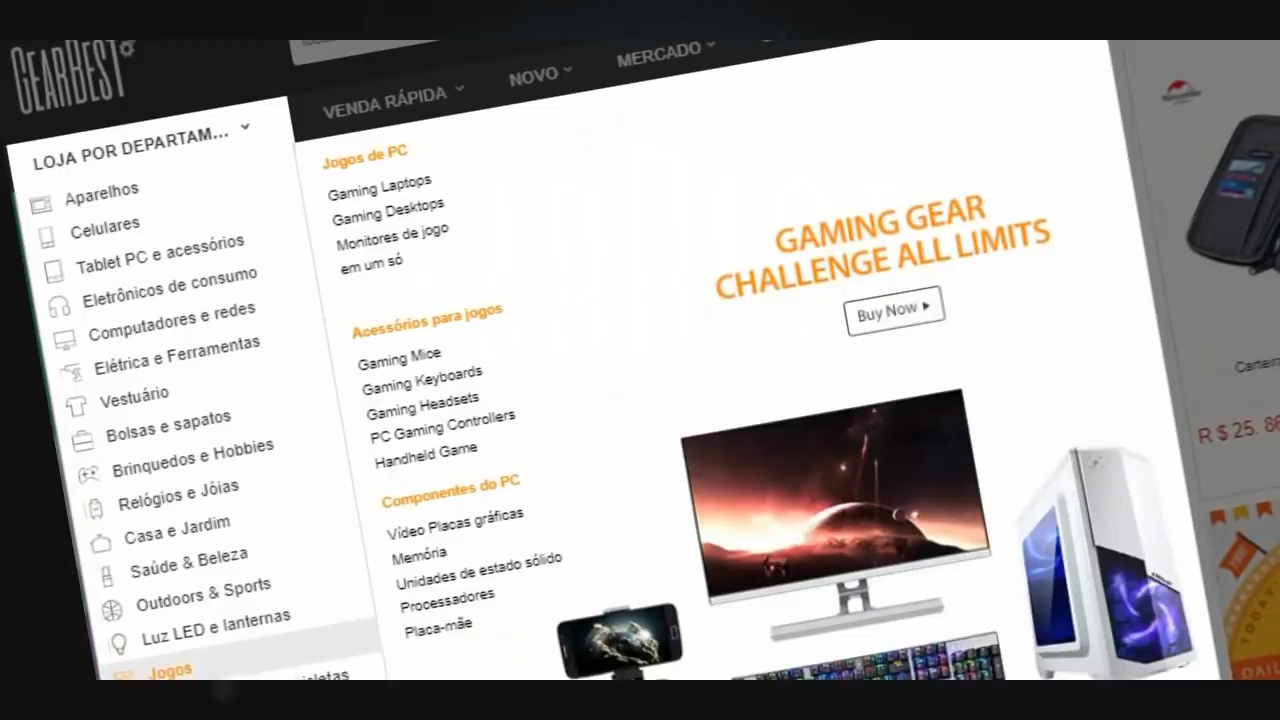 GEARBEST
VENDA RÁPIDA
NOVO
MERCADO
LOJA POR DEPARTAM...
Aparelhos
Celulares
Tablet PC e acessórios
Eletrônicos de consumo
Computadores e redes
Elétrica e Ferramentas
Vestuário
Bolsas e sapatos
Brinquedos e Hobbies
Relógios e Jóias
Casa e Jardim
Saúde & Beleza
Outdoors & Sports
Luz LED e lanternas
Jogos
Jogos de PC
Gaming Laptops
Gaming Desktops
Monitores de jogo
em um só
Acessórios para jogos
Gaming Mice
Gaming Keyboards
Gaming Headsets
PC Gaming Controllers
Handheld Game
Componentes do PC
Vídeo Placas gráficas
Memória
Unidades de estado sólido
Processadores
Placa-mãe
GAMING GEAR
CHALLENGE ALL LIMITS
Buy Now
R $ 25. 86